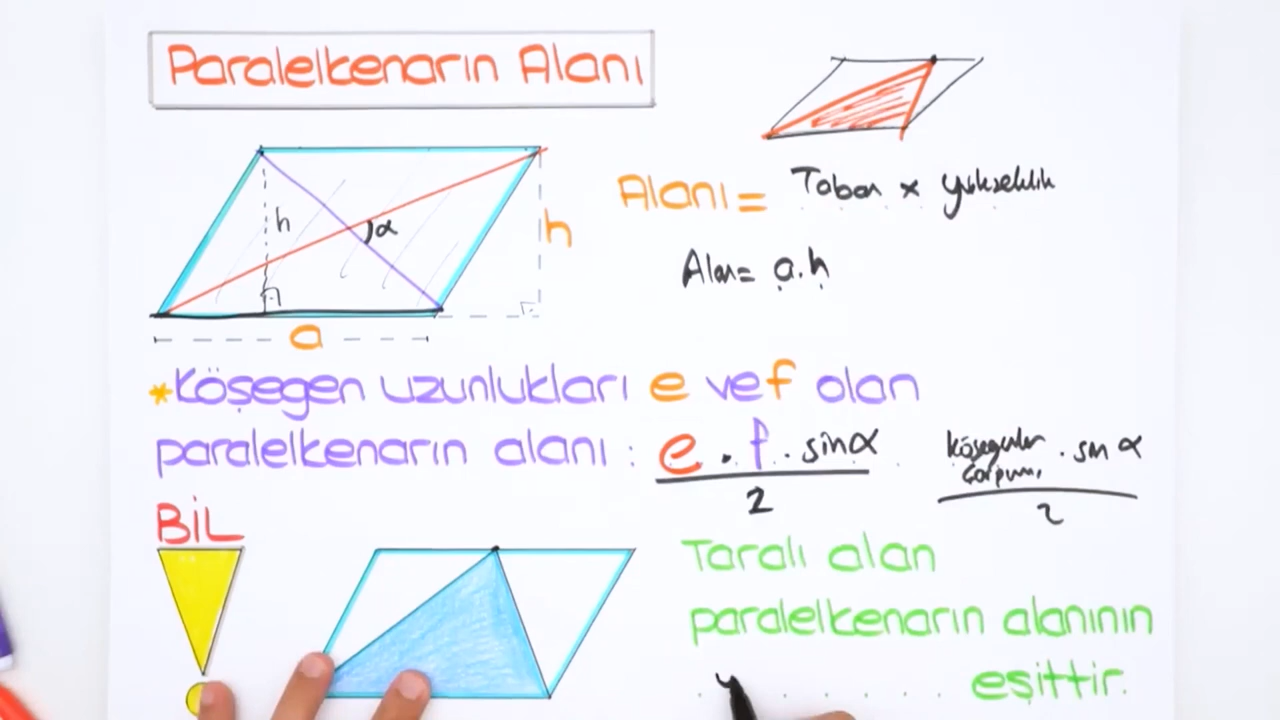 Paralelkenarın Alanı
h
α
h
a
Alanı = Taban x yükseklik
Alan = a.h
*Köşegen uzunlukları e ve f olan
paralelkenarın alanı : e . f . sinα
2
köşegenler çarpımı . sin α
2
BİL
Taralı alan
paralelkenarın alanının
eşittir.